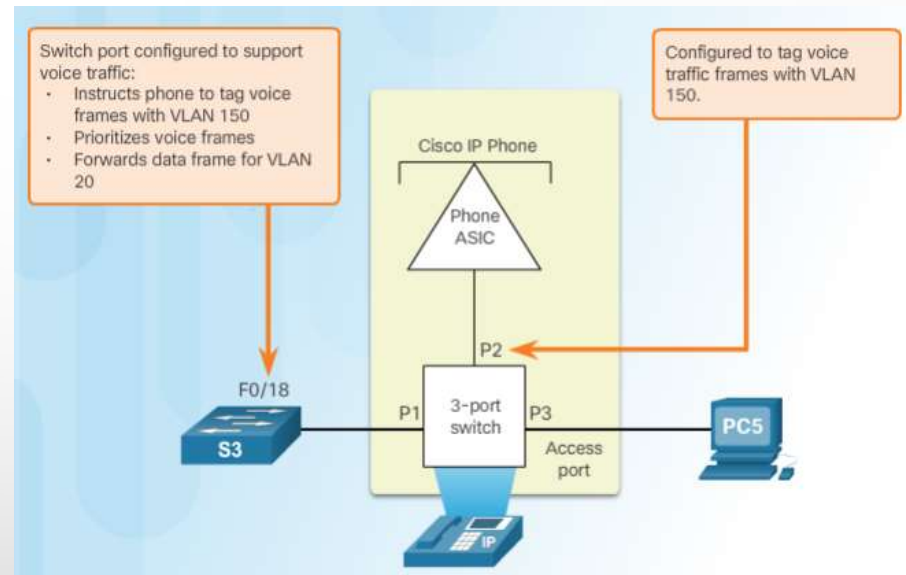 Switch port configured to support
voice traffic:
• Instructs phone to tag voice
frames with VLAN 150
• Prioritizes voice frames
• Forwards data frame for VLAN
20
Configured to tag voice
traffic frames with VLAN
150.
Cisco IP Phone
Phone
ASIC
P2
F0/18
P1
3-port
switch
P3
S3
Access
port
PC5
IP